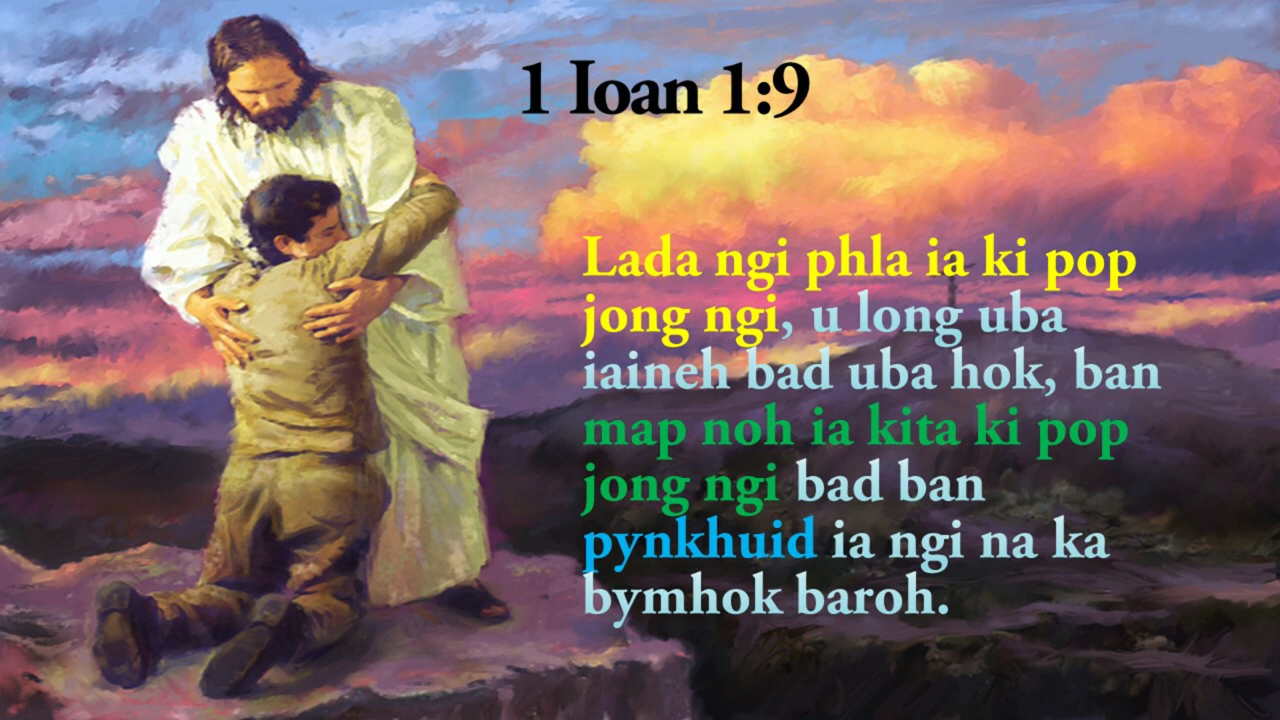 1 Ioan 1:9
Lada ngi phla ia ki pop
jong ngi, u long uba
iaineh bad uba hok, ban
map noh ia kita ki pop
jong ngi bad ban
pynkhuid ia ngi na ka
bymhok baroh.